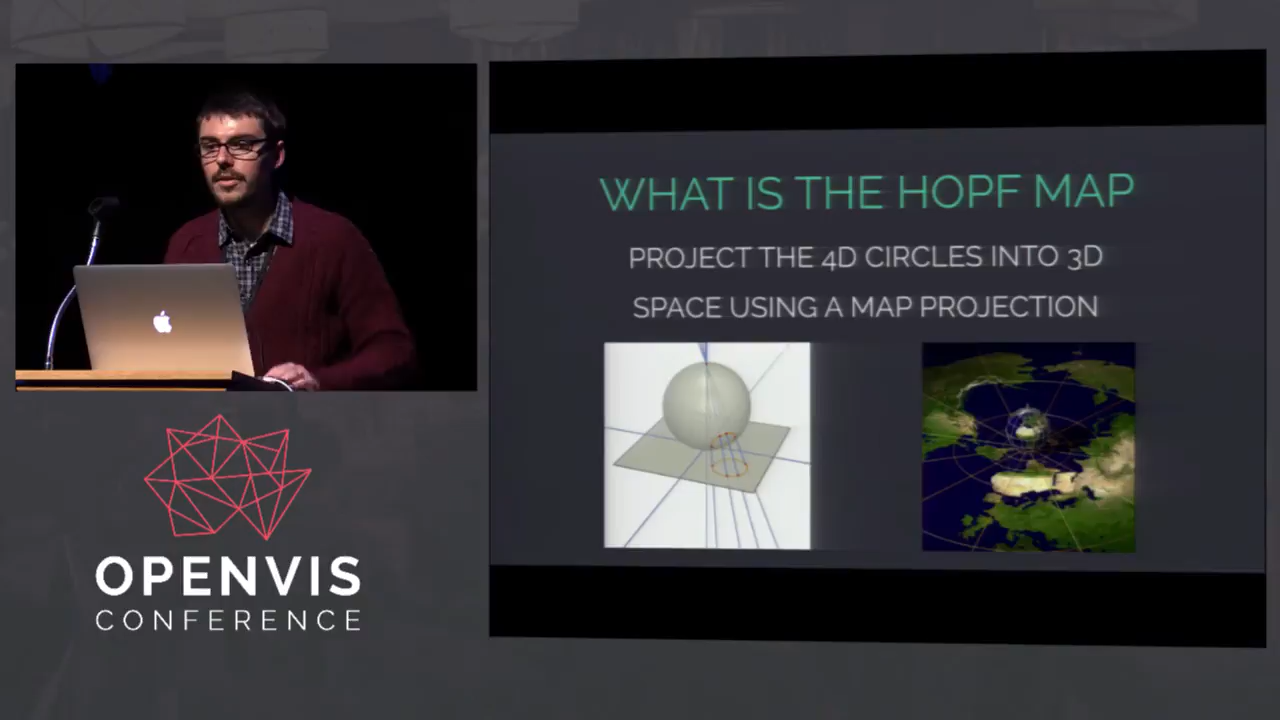 WHAT IS THE HOPF MAP
PROJECT THE 4D CIRCLES INTO 3D
SPACE USING A MAP PROJECTION
OPENVIS
CONFERENCE